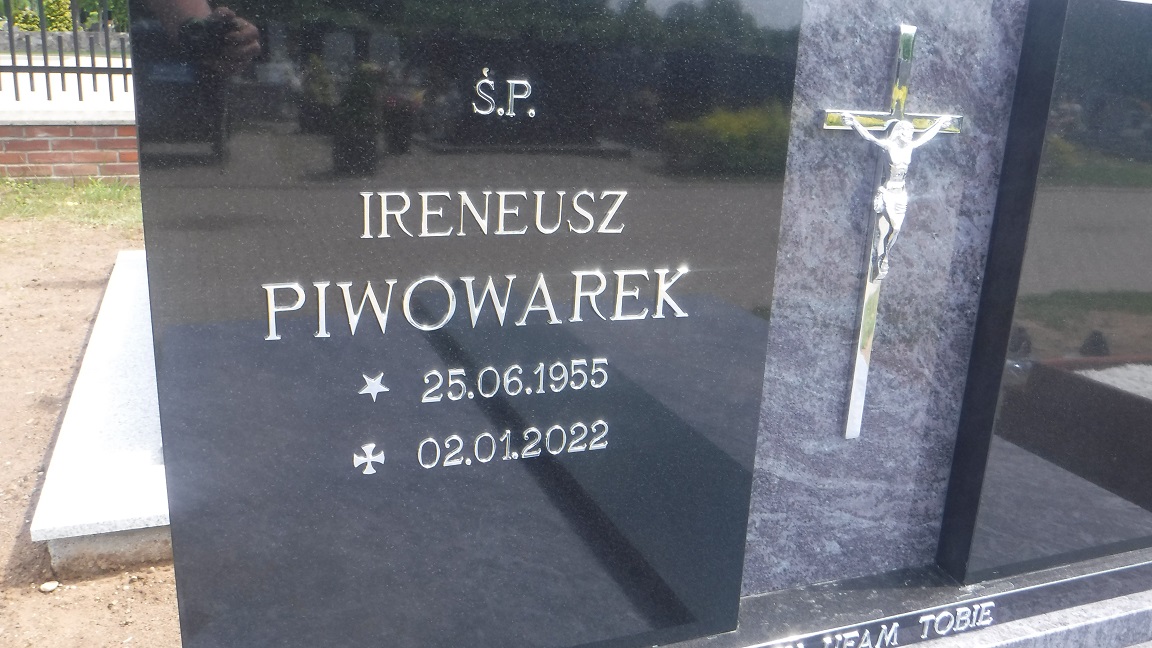 Ś.P.
IRENEUSZ
PIWOWAREK
25.06.1955
02.01.2022
UFAM TOBIE